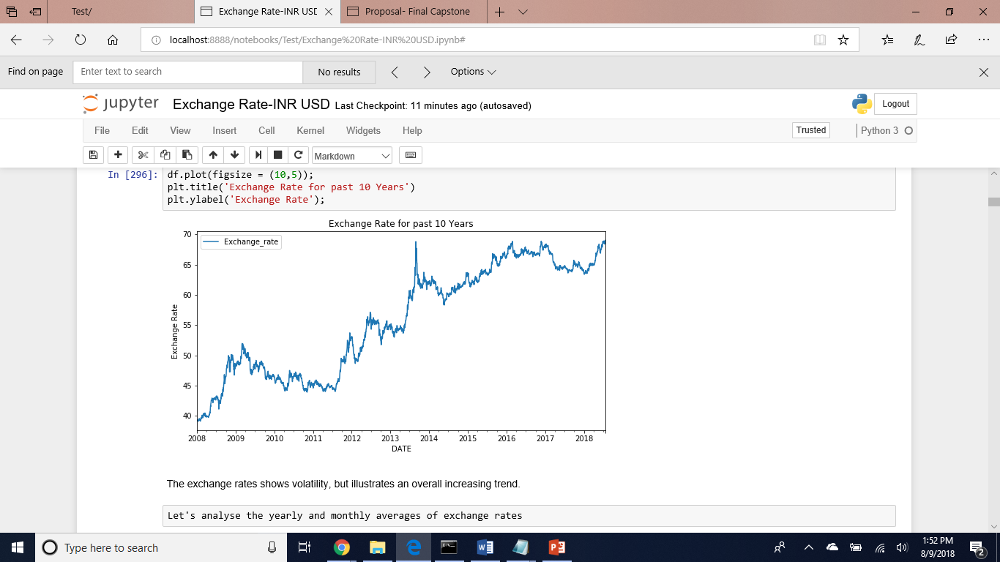 Test/
Exchange Rate-INR USD
Proposal- Final Capstone
localhost:8888/notebooks/Test/Exchange%20Rate-INR%20USD.ipynb#
Find on page
Enter text to search
No results
Options
jupyter
Exchange Rate-INR USD Last Checkpoint: 11 minutes ago (autosaved)
Logout
File Edit View Insert Cell Kernel Widgets Help
Trusted
Python 3
Markdown
In [296]: df.plot(figsize = (10,5));
plt.title('Exchange Rate for past 10 Years')
plt.ylabel('Exchange Rate');
Exchange Rate for past 10 Years
Exchange_rate
70
65
60
55
50
45
40
Exchange Rate
2008 2009 2010 2011 2012 2013 2014 2015 2016 2017 2018
DATE
The exchange rates shows volatility, but illustrates an overall increasing trend.
Let's analyse the yearly and monthly averages of exchange rates
Type here to search
1:52 PM
8/9/2018
2